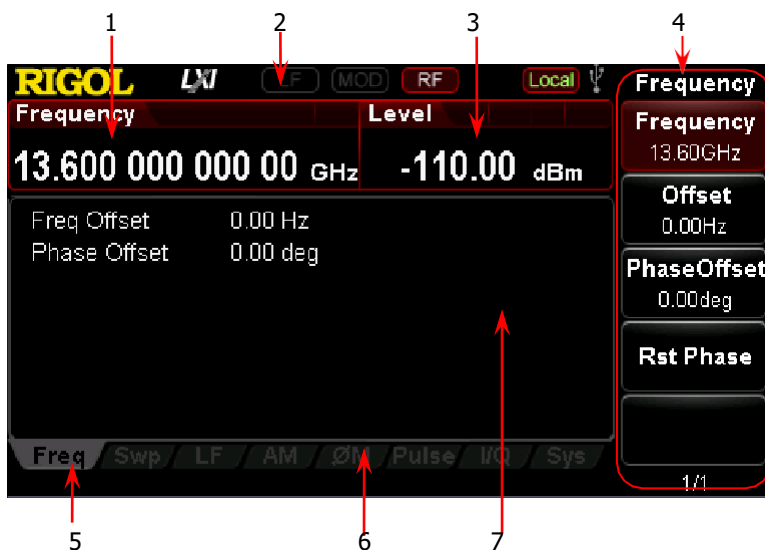 1 2 3 4
RIGOL LXI LF MOD RF Local Frequency
Frequency Level
13.600 000 000 00 GHz -110.00 dBm
Frequency
13.60GHz
Offset
0.00Hz
PhaseOffset
0.00deg
Rst Phase
1/1
Freq Offset 0.00 Hz
Phase Offset 0.00 deg
Freq Swp LF AM ØM Pulse I/Q Sys
5 6 7